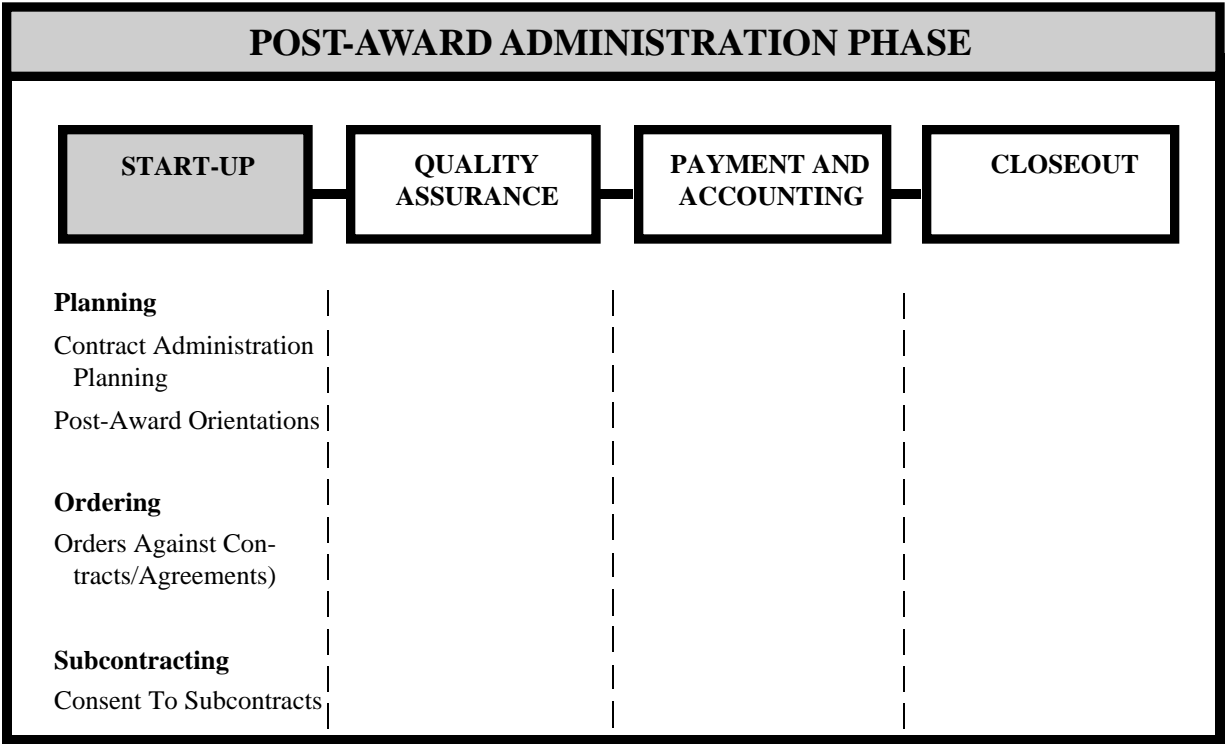 POST-AWARD ADMINISTRATION PHASE
START-UP
QUALITY
ASSURANCE
PAYMENT AND
ACCOUNTING
CLOSEOUT
Planning
Contract Administration
Planning
Post-Award Orientations
Ordering
Orders Against Con-
tracts/Agreements)
Subcontracting
Consent To Subcontracts